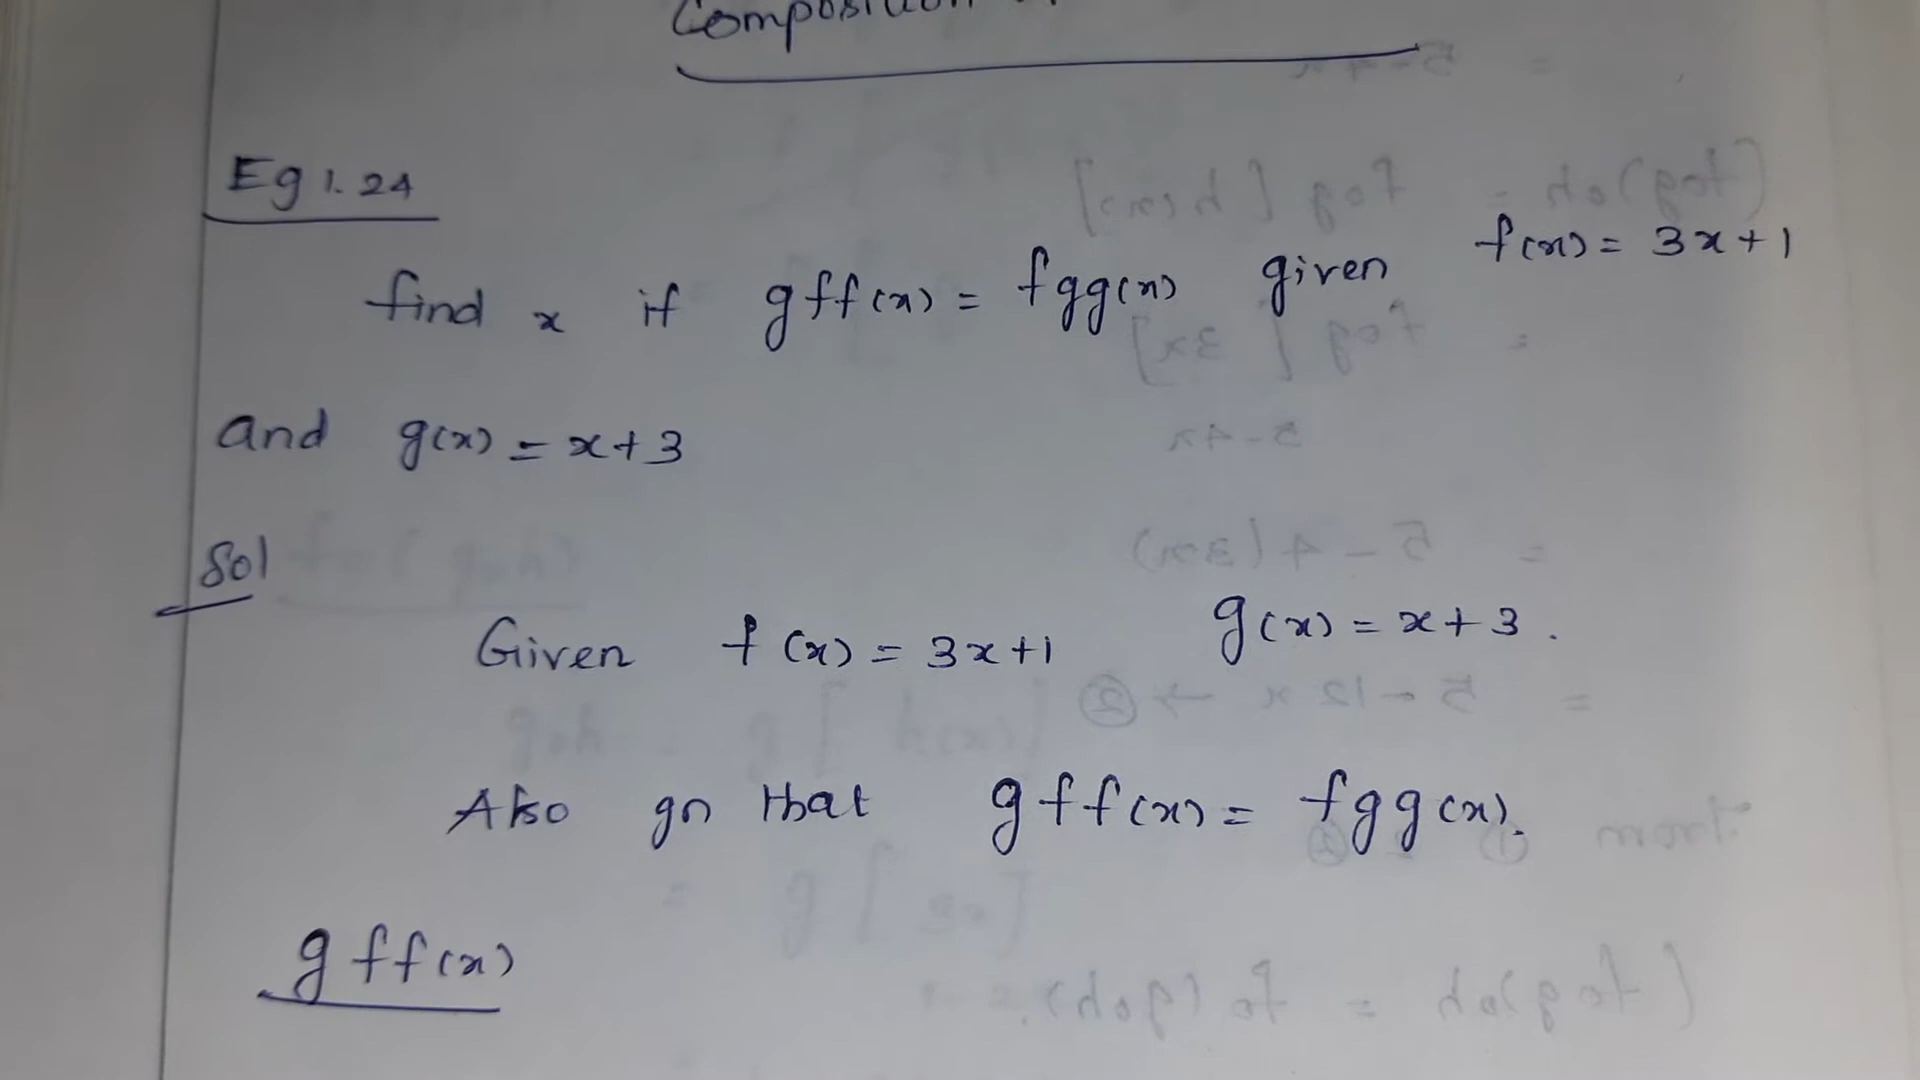 Composition
Eg 1.24
find x if gff(x) = fgg(x) given f(x) = 3x+1
and g(x) = x+3
Sol
Given f(x) = 3x+1 g(x) = x+3.
Also gn that gff(x) = fgg(x).
gff(x)